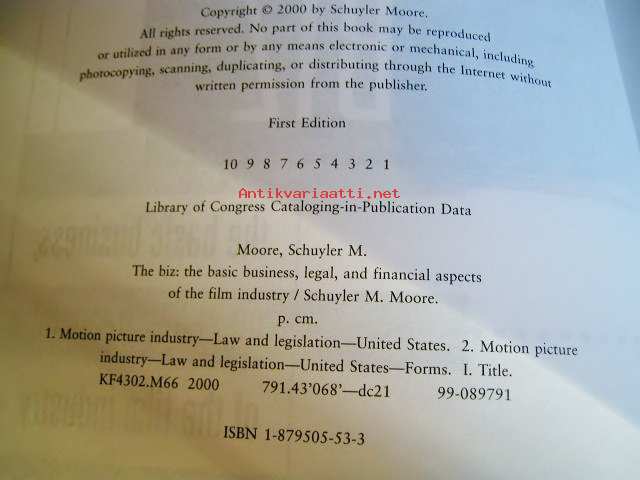 Copyright © 2000 by Schuyler Moore.
All rights reserved. No part of this book may be reproduced
or utilized in any form or by any means electronic or mechanical, including
photocopying, scanning, duplicating, or distributing through the Internet without
written permission from the publisher.
First Edition
10 9 8 7 6 5 4 3 2 1
Antikvariaatti.net
Library of Congress Cataloging-in-Publication Data
Moore, Schuyler M.
The biz: the basic business, legal, and financial aspects
of the film industry / Schuyler M. Moore.
p. cm.
1. Motion picture industry—Law and legislation—United States. 2. Motion picture
industry—Law and legislation—United States—Forms. I. Title.
KF4302.M66 2000 791.43'068'—dc21 99-089791
ISBN 1-879505-53-3